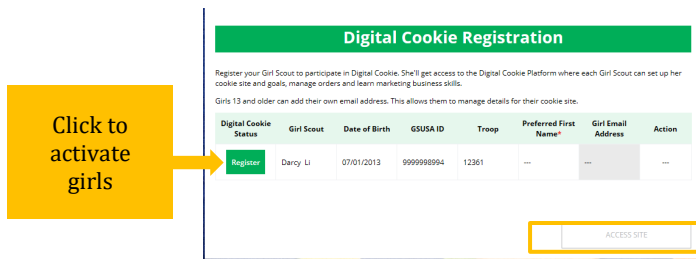 Digital Cookie Registration
Register your Girl Scout to participate in Digital Cookie. She'll get access to the Digital Cookie Platform where each Girl Scout can set up her
cookie site and goals, manage orders and learn marketing business skills.
Girls 13 and older can add their own email address. This allows them to manage details for their cookie site.
Click to
activate
girls
Digital Cookie Status Girl Scout Date of Birth GSUSA ID Troop Preferred First Name* Girl Email Address Action
Register Darcy Li 07/01/2013 9999998994 12361 --- --- ---
ACCESS SITE